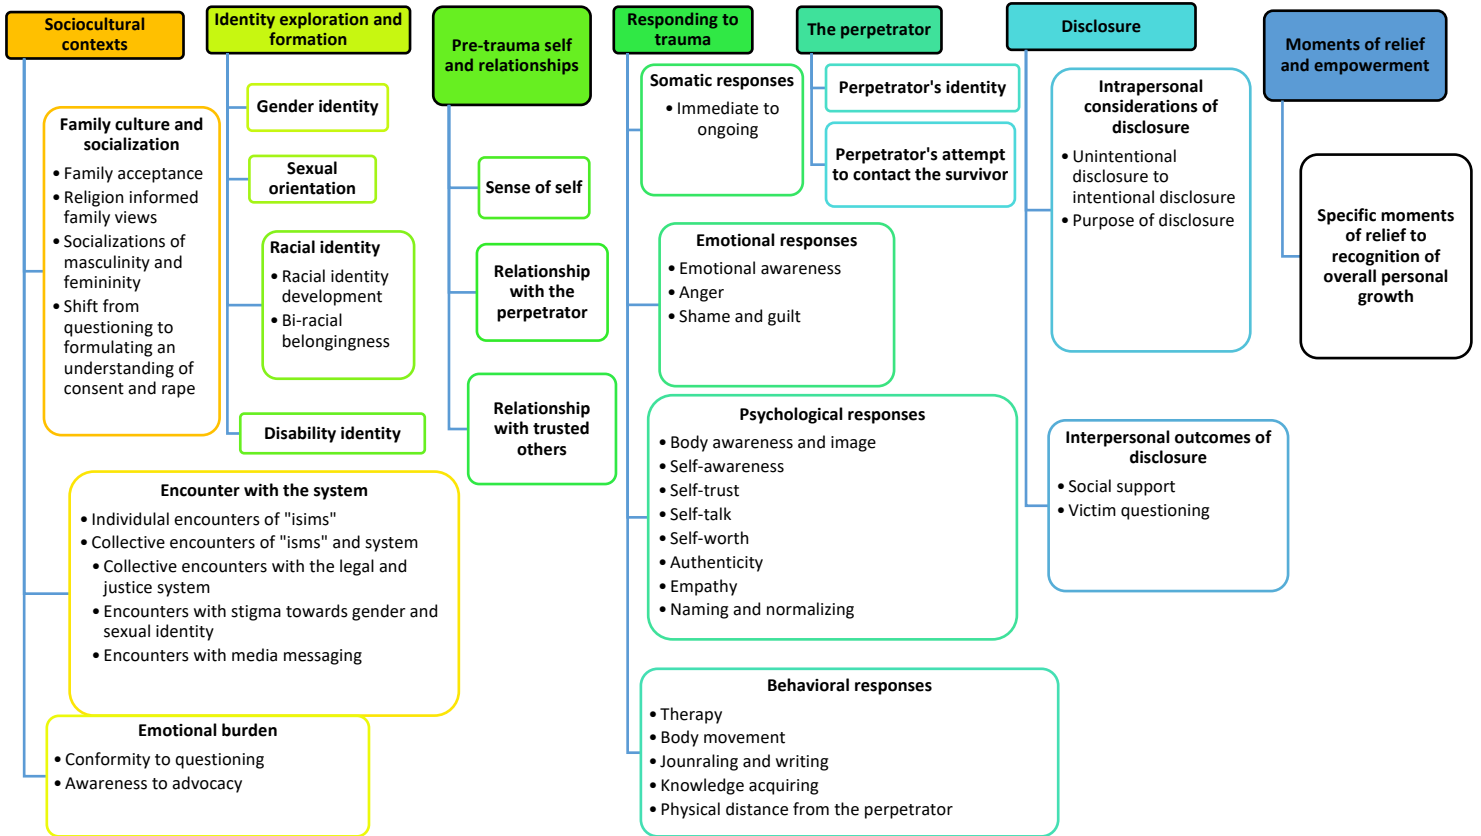 Sociocultural
contexts
Family culture and
socialization
• Family acceptance
• Religion informed
family views
• Socializations of
masculinity and
femininity
• Shift from
questioning to
formulating an
understanding of
consent and rape
Encounter with the system
• Individulal encounters of "isims"
• Collective encounters of "isms" and system
• Collective encounters with the legal and
justice system
• Encounters with stigma towards gender and
sexual identity
• Encounters with media messaging
Emotional burden
• Conformity to questioning
• Awareness to advocacy
Identity exploration and
formation
Gender identity
Sexual
orientation
Racial identity
• Racial identity
development
• Bi-racial
belongingness
Disability identity
Pre-trauma self
and relationships
Sense of self
Relationship
with the
perpetrator
Relationship
with trusted
others
Responding to
trauma
Somatic responses
• Immediate to
ongoing
Emotional responses
• Emotional awareness
• Anger
• Shame and guilt
Psychological responses
• Body awareness and image
• Self-awareness
• Self-trust
• Self-talk
• Self-worth
• Authenticity
• Empathy
• Naming and normalizing
Behavioral responses
• Therapy
• Body movement
• Jounraling and writing
• Knowledge acquiring
• Physical distance from the perpetrator
The perpetrator
Perpetrator's identity
Perpetrator's attempt
to contact the survivor
Disclosure
Intrapersonal
considerations of
disclosure
• Unintentional
disclosure to
intentional disclosure
• Purpose of disclosure
Interpersonal outcomes of
disclosure
• Social support
• Victim questioning
Moments of relief
and empowerment
Specific moments
of relief to
recognition of
overall personal
growth